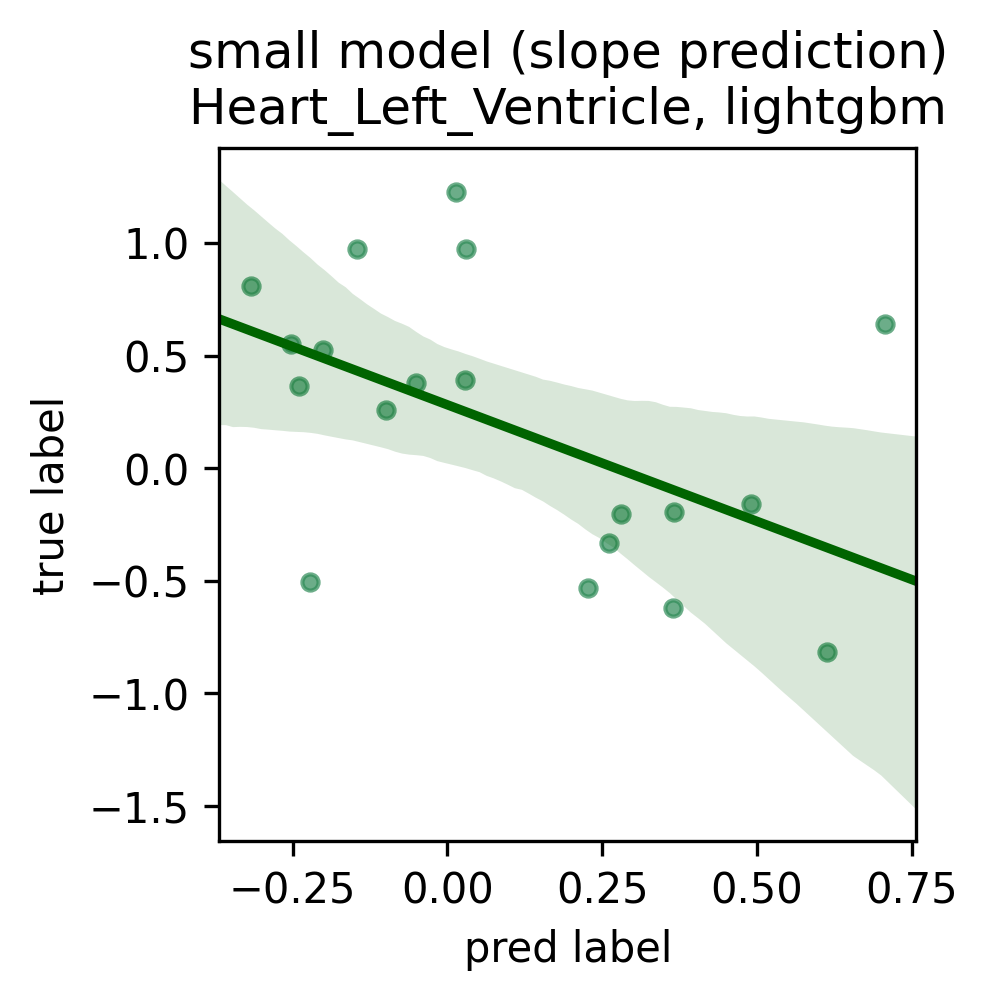 small model (slope prediction)
Heart_Left_Ventricle, lightgbm
1.0
0.5
0.0
−0.5
−1.0
−1.5
true label
−0.25 0.00 0.25 0.50 0.75
pred label